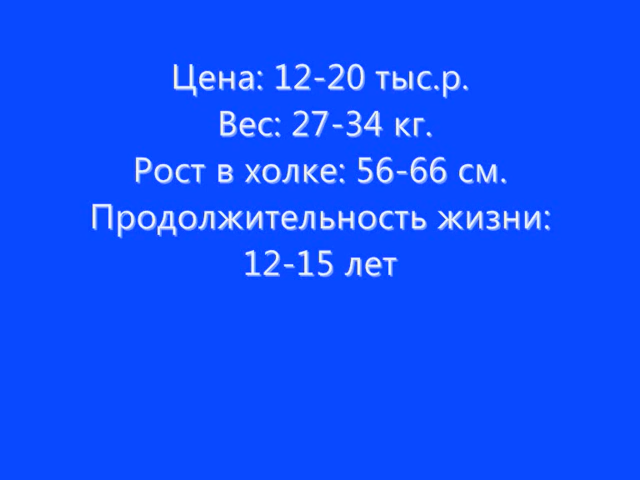 Цена: 12-20 тыс.р.
Вес: 27-34 кг.
Рост в холке: 56-66 см.
Продолжительность жизни:
12-15 лет